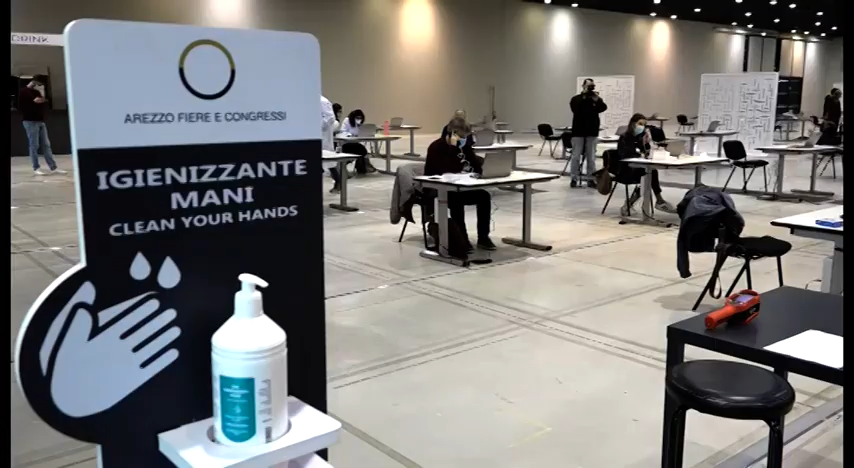 DRINK
AREZZO FIERE E CONGRESSI
IGIENIZZANTE
MANI
CLEAN YOUR HANDS